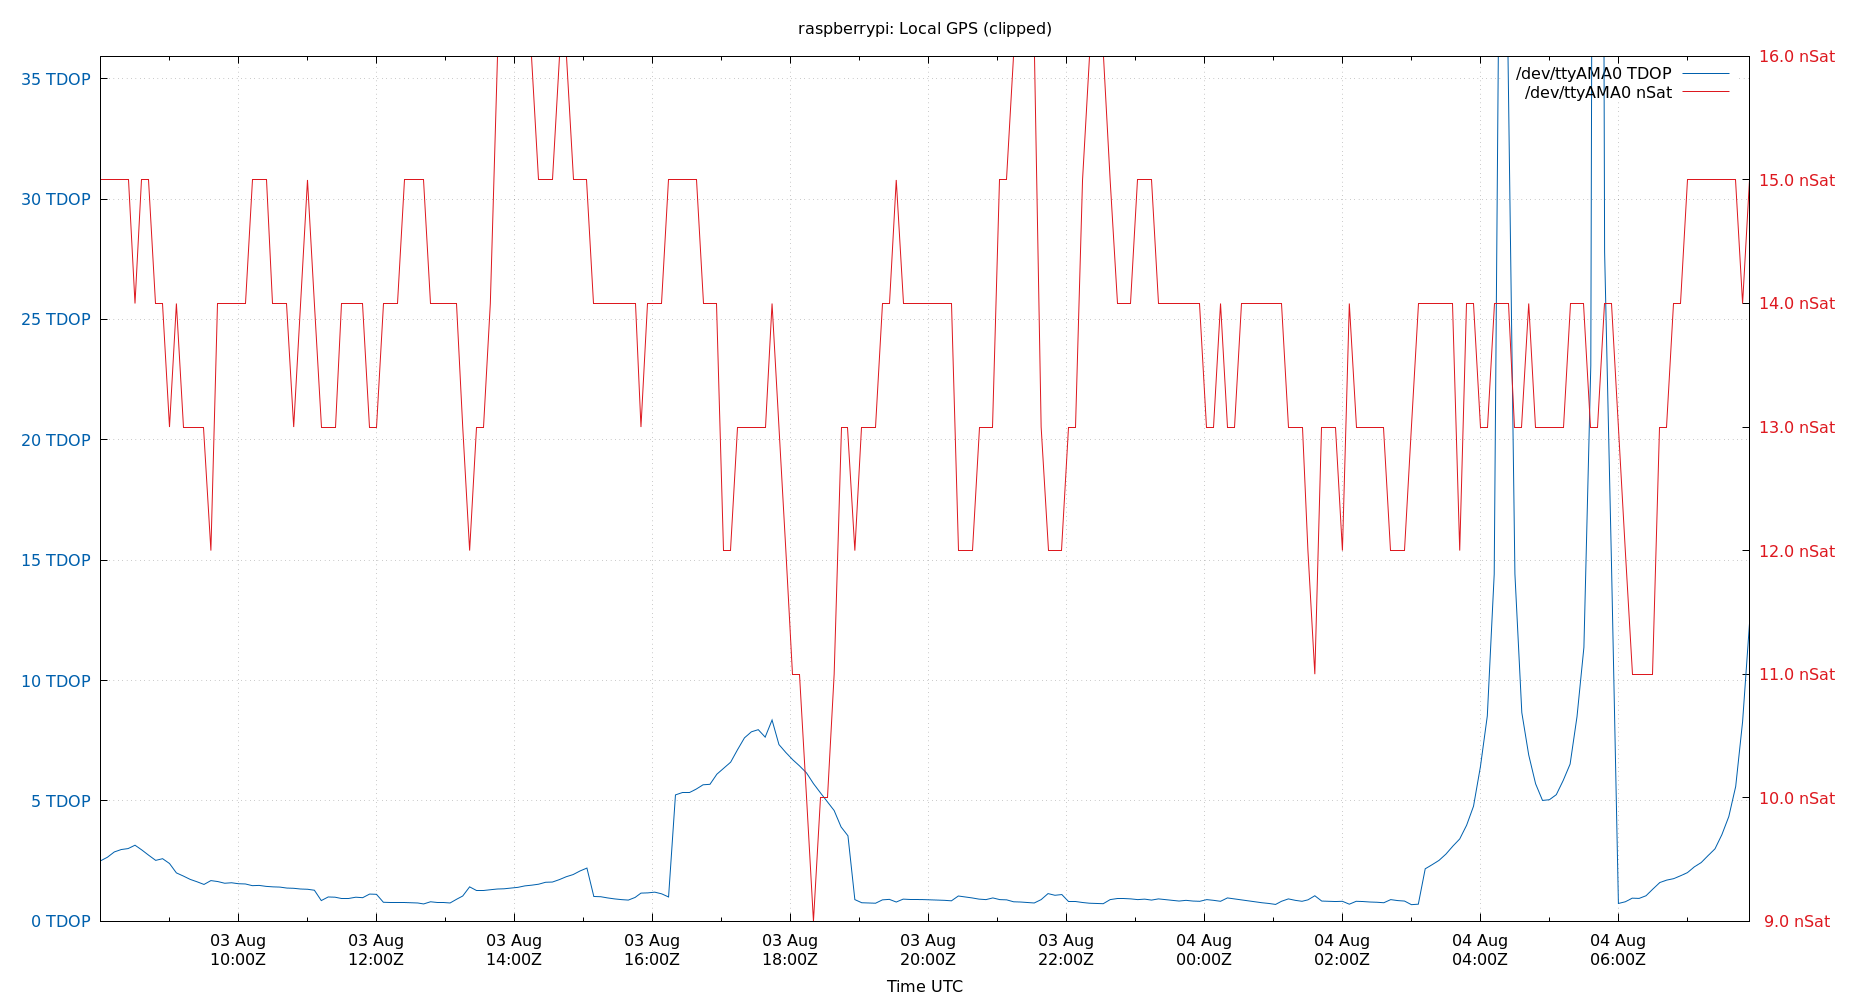 raspberrypi: Local GPS (clipped)
/dev/ttyAMA0 TDOP
/dev/ttyAMA0 nSat
35 TDOP
30 TDOP
25 TDOP
20 TDOP
15 TDOP
10 TDOP
5 TDOP
0 TDOP
16.0 nSat
15.0 nSat
14.0 nSat
13.0 nSat
12.0 nSat
11.0 nSat
10.0 nSat
9.0 nSat
03 Aug
10:00Z
03 Aug
12:00Z
03 Aug
14:00Z
03 Aug
16:00Z
03 Aug
18:00Z
03 Aug
20:00Z
03 Aug
22:00Z
04 Aug
00:00Z
04 Aug
02:00Z
04 Aug
04:00Z
04 Aug
06:00Z
Time UTC